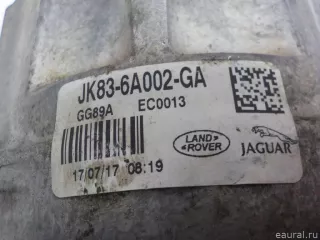 JK83-6A002-GA
GG89A EC0013
LAND ROVER JAGUAR
17/07/17 08:19
eaural.ru